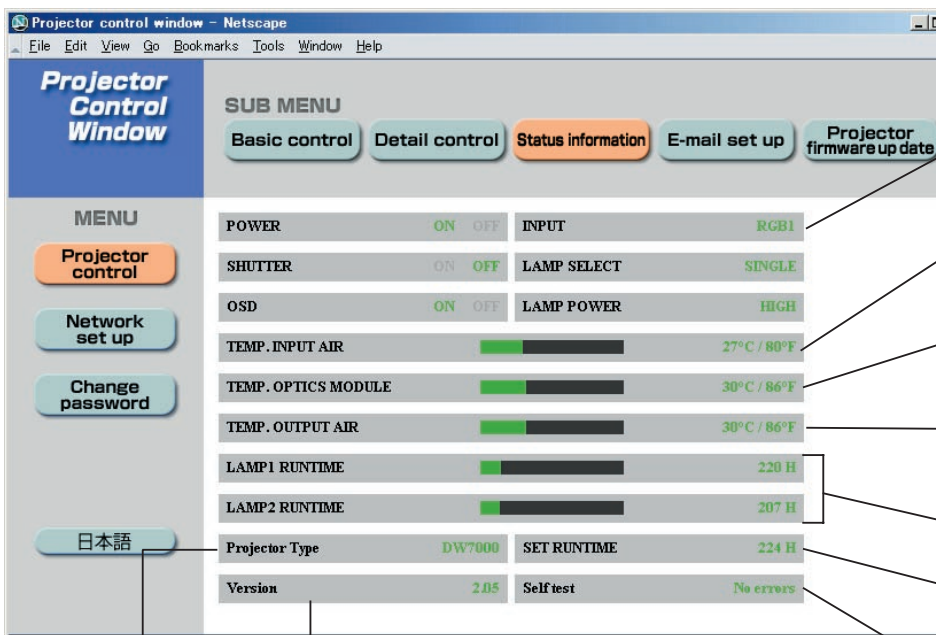 Projector control window - Netscape
File Edit View Go Bookmarks Tools Window Help
Projector
Control
Window
SUB MENU
Basic control
Detail control
Status information
E-mail set up
Projector
firmware up date
MENU
Projector
control
Network
set up
Change
password
日本語
POWER ON OFF INPUT RGB1
SHUTTER ON OFF LAMP SELECT SINGLE
OSD ON OFF LAMP POWER HIGH
TEMP. INPUT AIR 27°C / 80°F
TEMP. OPTICS MODULE 30°C / 86°F
TEMP. OUTPUT AIR 30°C / 86°F
LAMP1 RUNTIME 220 H
LAMP2 RUNTIME 207 H
Projector Type DW7000 SET RUNTIME 224 H
Version 2.05 Self test No errors